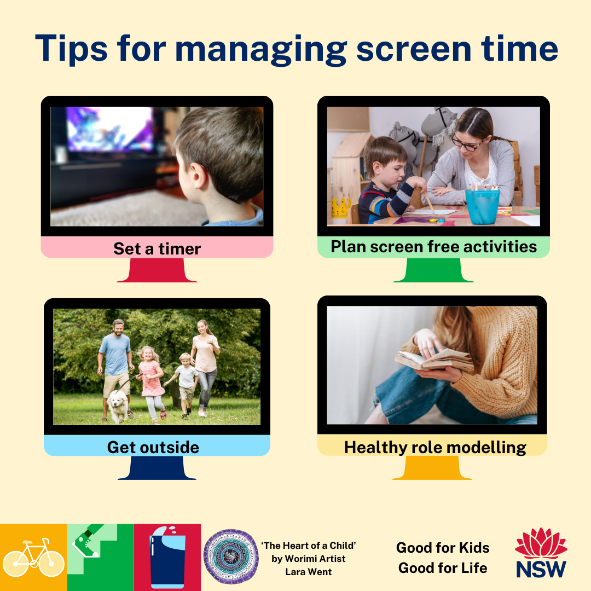 Tips for managing screen time
Set a timer
Plan screen free activities
Get outside
Healthy role modelling
'The Heart of a Child'
by Worimi Artist
Lara Went
Good for Kids
Good for Life
NSW